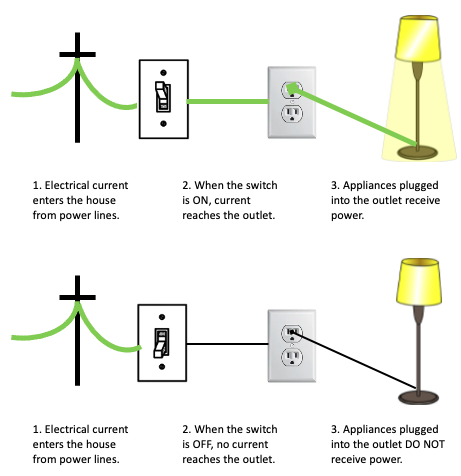 1. Electrical current
enters the house
from power lines.
2. When the switch
is ON, current
reaches the outlet.
3. Appliances plugged
into the outlet receive
power.
1. Electrical current
enters the house
from power lines.
2. When the switch
is OFF, no current
reaches the outlet.
3. Appliances plugged
into the outlet DO NOT
receive power.